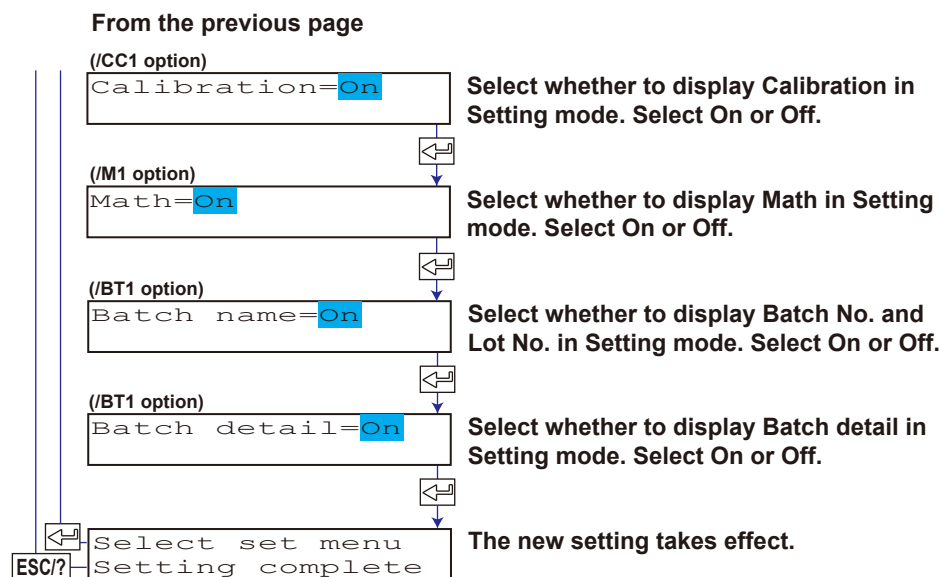 From the previous page
(/CC1 option)
Calibration=On
Select whether to display Calibration in
Setting mode. Select On or Off.
(/M1 option)
Math=On
Select whether to display Math in Setting
mode. Select On or Off.
(/BT1 option)
Batch name=On
Select whether to display Batch No. and
Lot No. in Setting mode. Select On or Off.
(/BT1 option)
Batch detail=On
Select whether to display Batch detail in
Setting mode. Select On or Off.
Select set menu
The new setting takes effect.
ESC/?
Setting complete